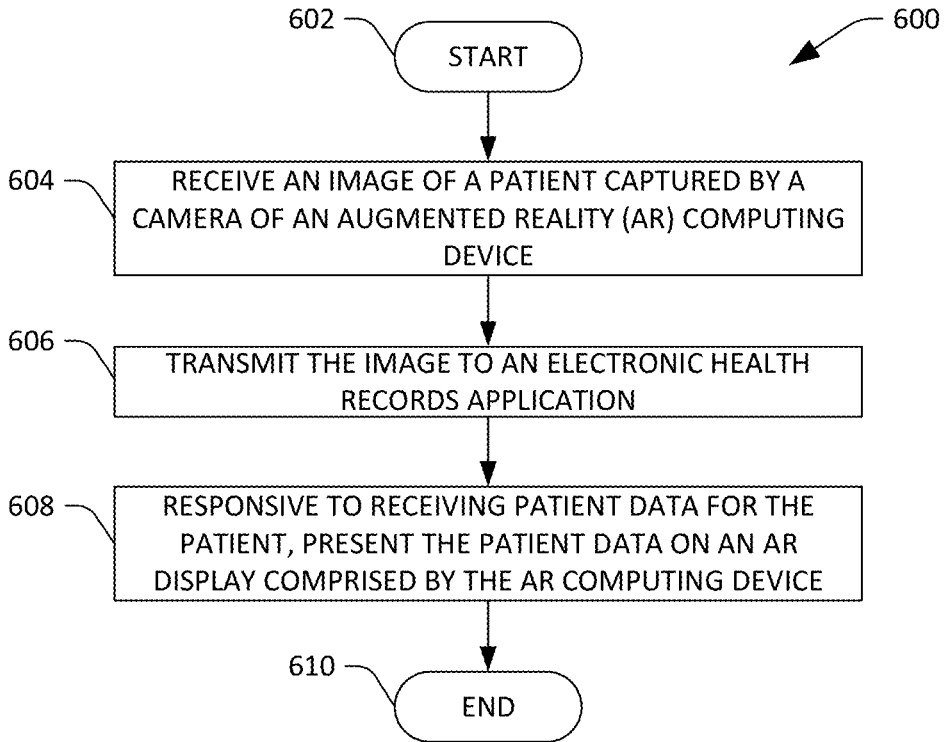 602
START
600
604
RECEIVE AN IMAGE OF A PATIENT CAPTURED BY A
CAMERA OF AN AUGMENTED REALITY (AR) COMPUTING
DEVICE
606
TRANSMIT THE IMAGE TO AN ELECTRONIC HEALTH
RECORDS APPLICATION
608
RESPONSIVE TO RECEIVING PATIENT DATA FOR THE
PATIENT, PRESENT THE PATIENT DATA ON AN AR
DISPLAY COMPRISED BY THE AR COMPUTING DEVICE
610
END